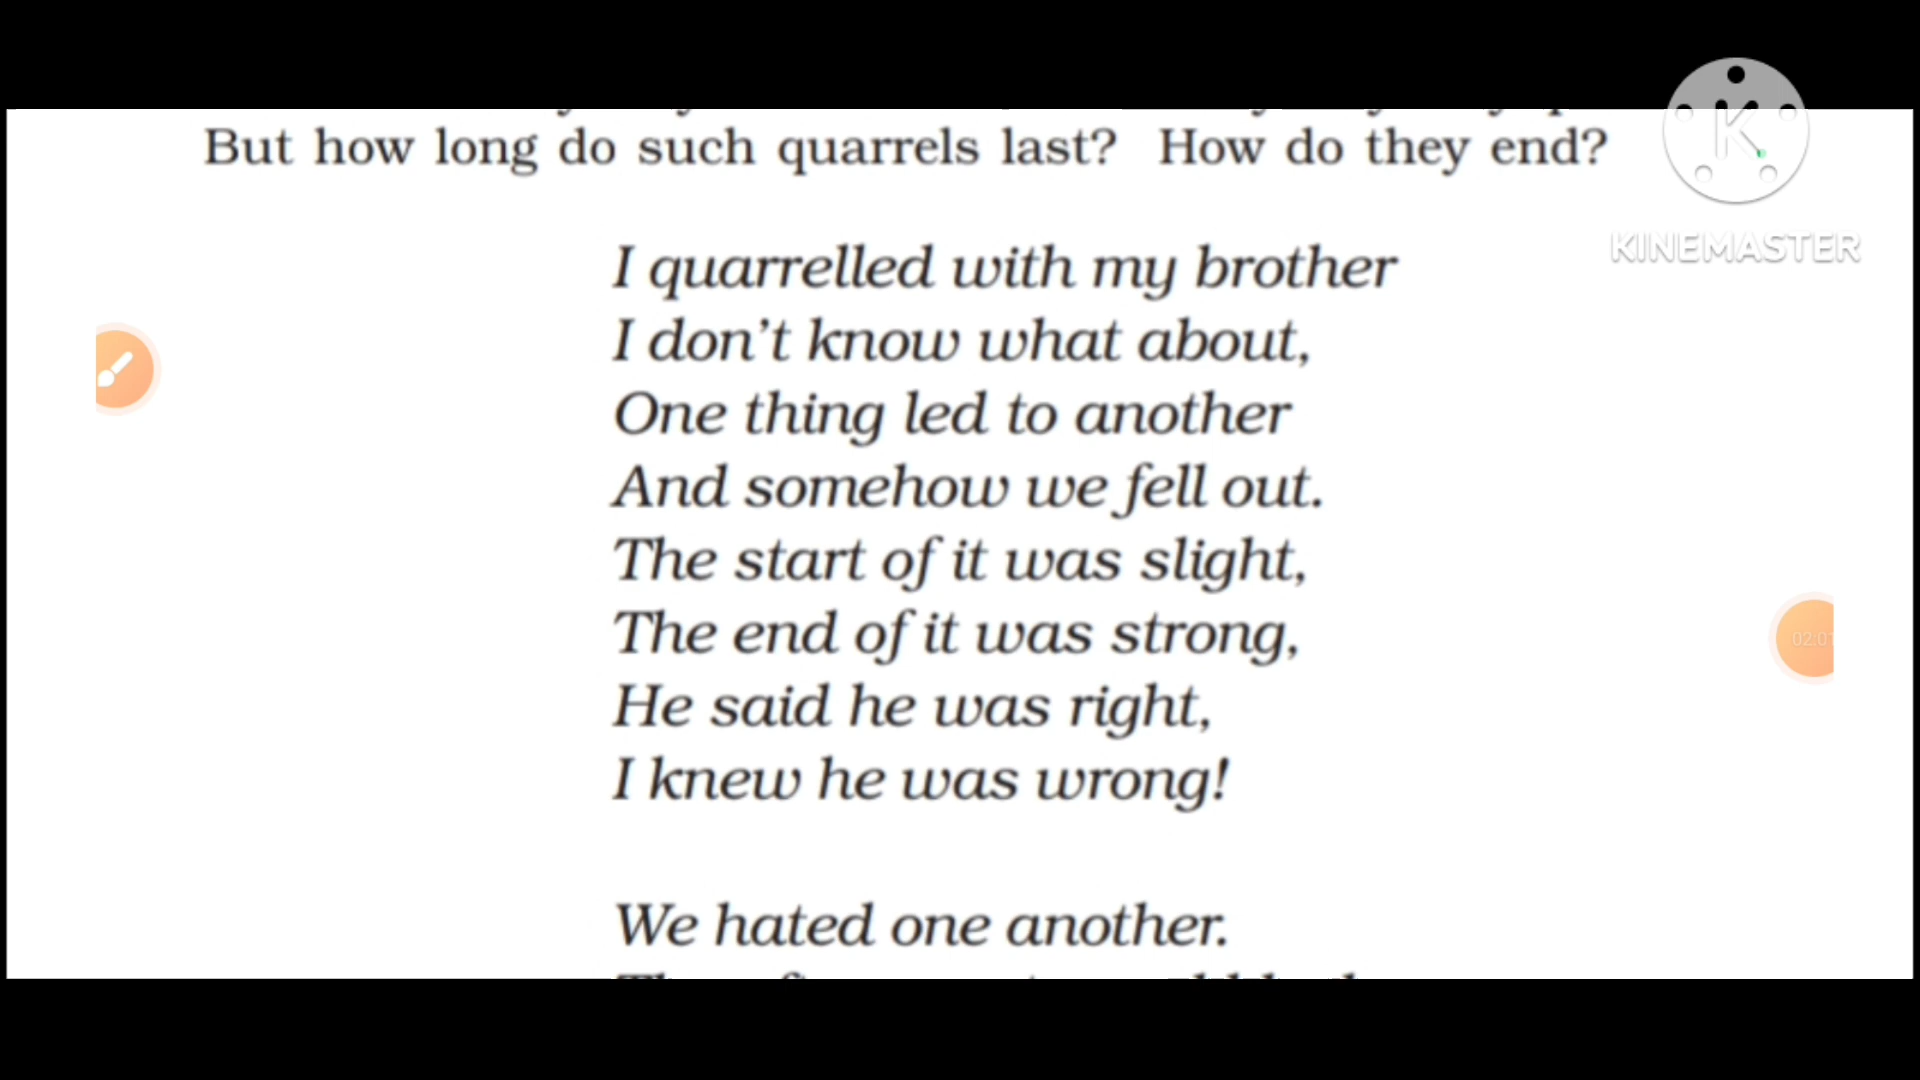 But how long do such quarrels last? How do they end?
KINEMASTER
I quarrelled with my brother
I don't know what about,
One thing led to another
And somehow we fell out.
The start of it was slight,
The end of it was strong,
He said he was right,
I knew he was wrong!
We hated one another.